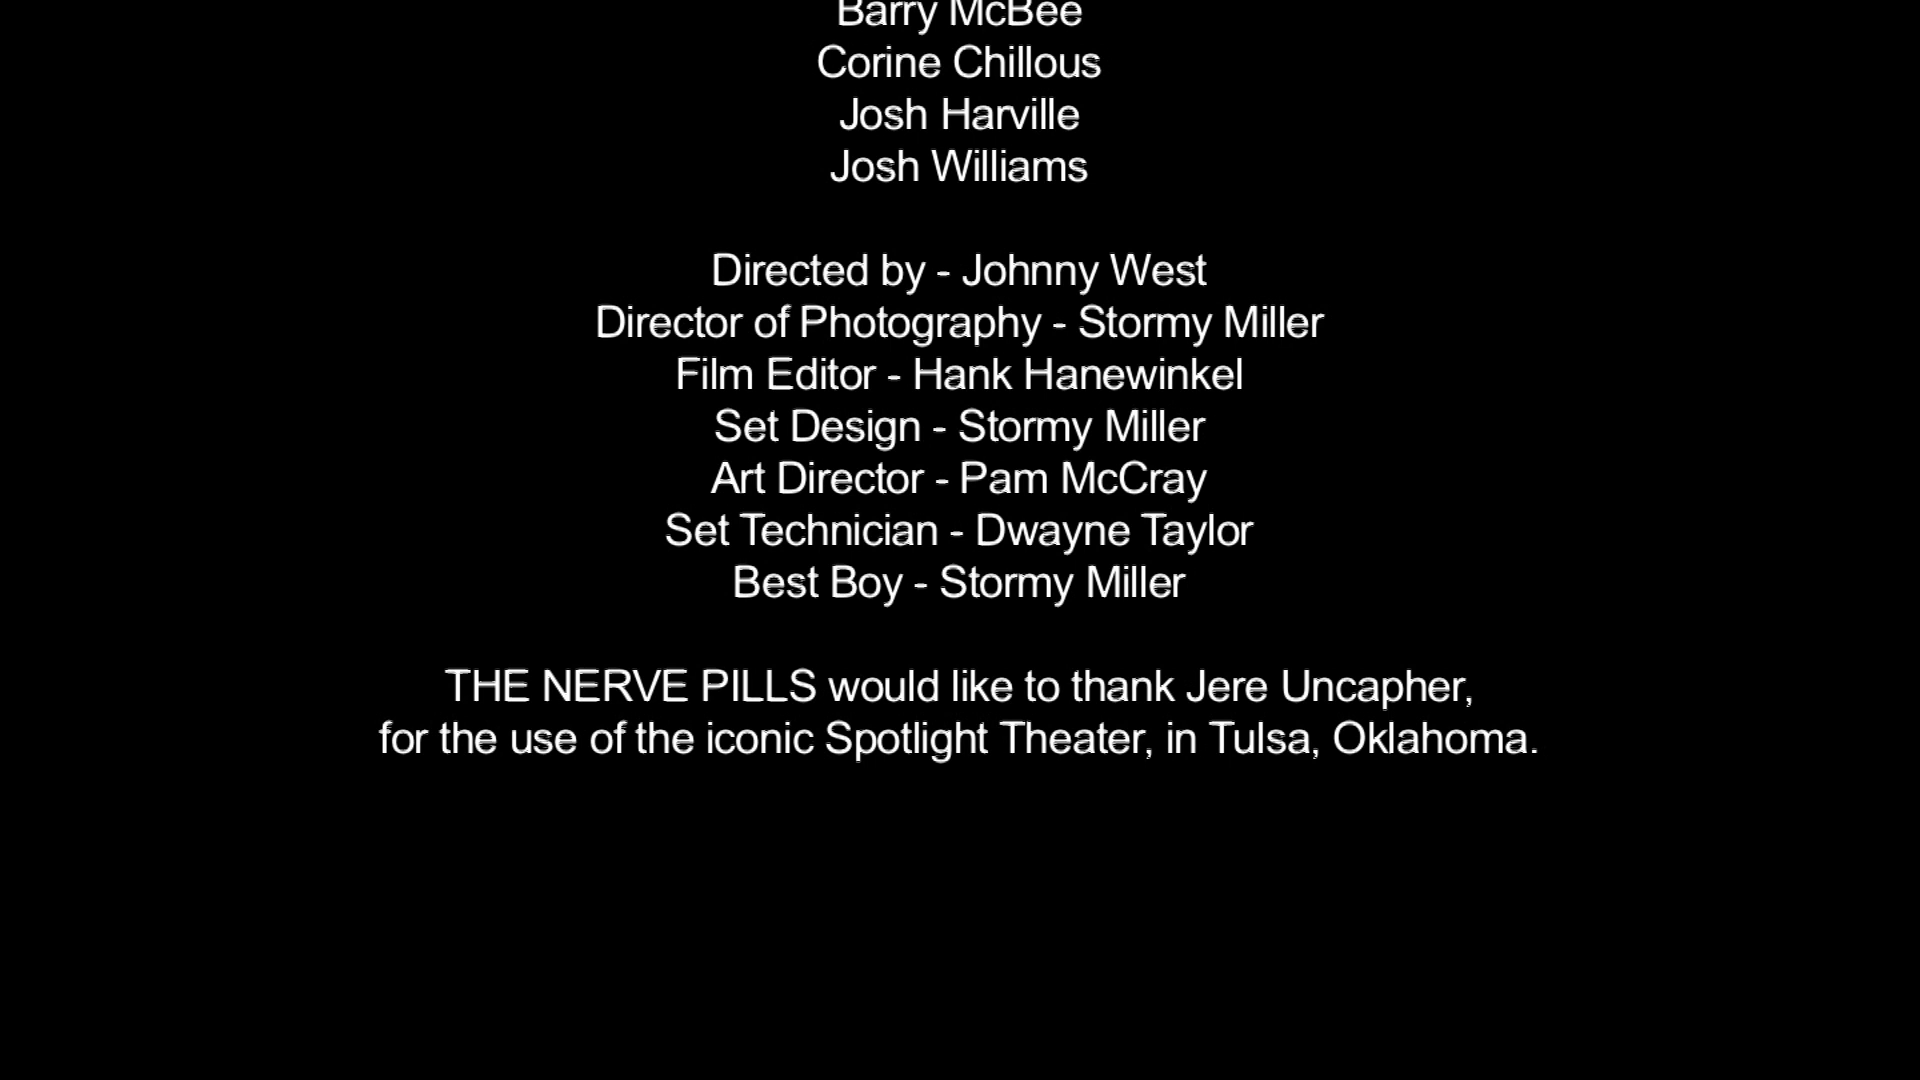 Barry McBee
Corine Chillous
Josh Harville
Josh Williams
Directed by - Johnny West
Director of Photography - Stormy Miller
Film Editor - Hank Hanewinkel
Set Design - Stormy Miller
Art Director - Pam McCray
Set Technician - Dwayne Taylor
Best Boy - Stormy Miller
THE NERVE PILLS would like to thank Jere Uncapher,
for the use of the iconic Spotlight Theater, in Tulsa, Oklahoma.